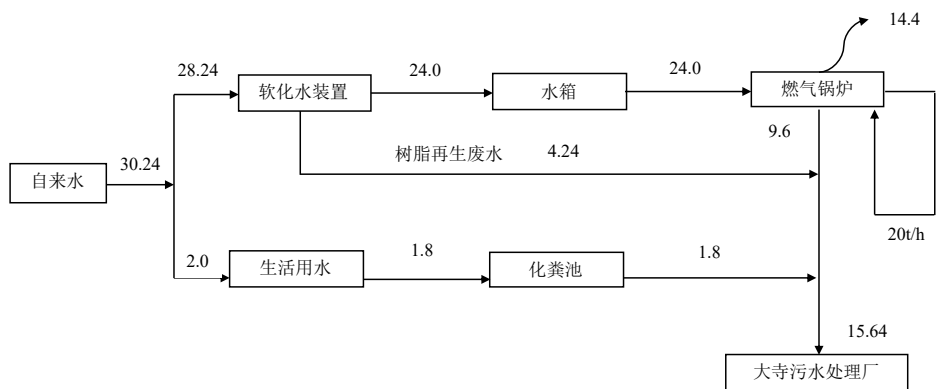 14.4
28.24
24.0
24.0
软化水装置
水箱
燃气锅炉
9.6
树脂再生废水
4.24
30.24
自来水
20t/h
2.0
1.8
1.8
生活用水
化粪池
15.64
大寺污水处理厂